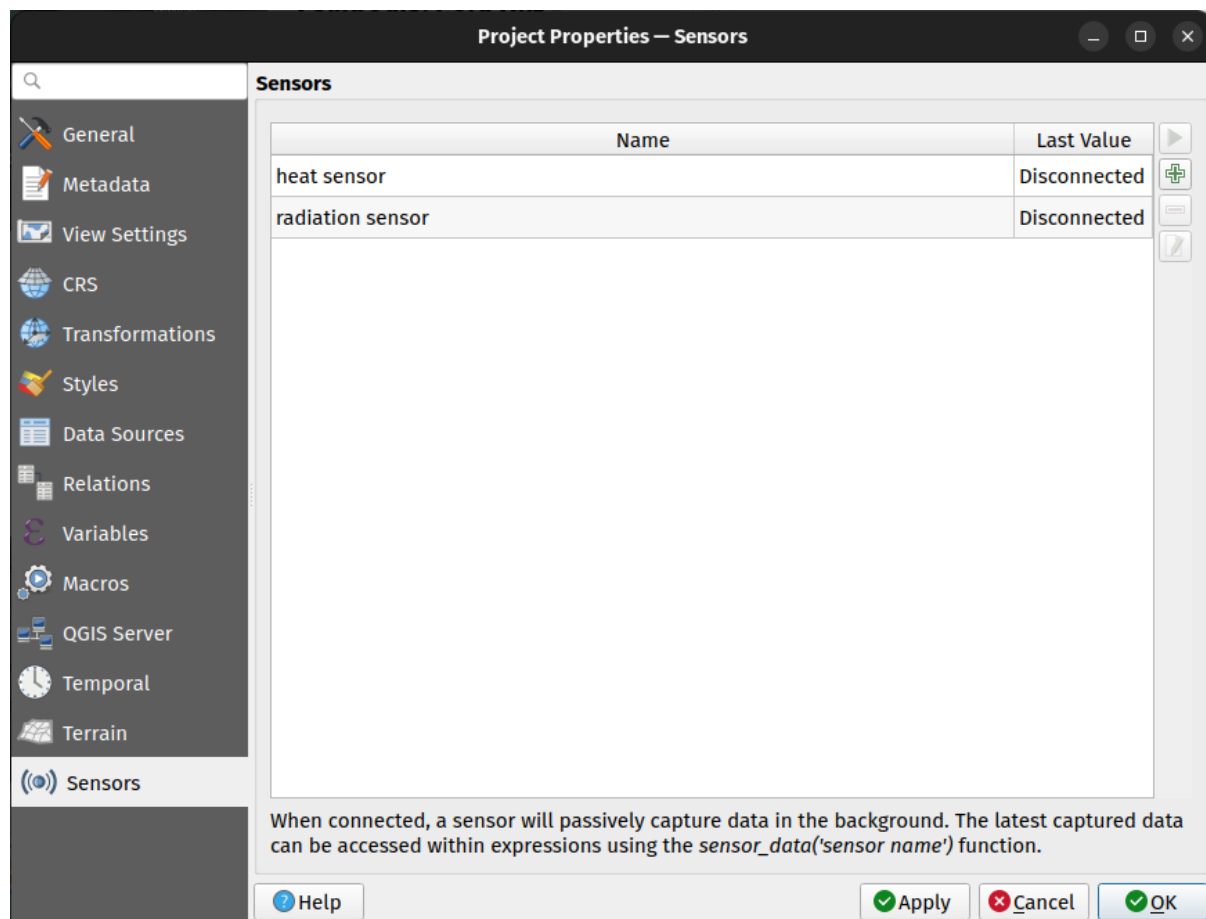 Project Properties — Sensors
Sensors
General
Metadata
View Settings
CRS
Transformations
Styles
Data Sources
Relations
Variables
Macros
QGIS Server
Temporal
Terrain
Sensors
Name Last Value
heat sensor Disconnected
radiation sensor Disconnected
When connected, a sensor will passively capture data in the background. The latest captured data
can be accessed within expressions using the sensor_data('sensor name') function.
Help Apply Cancel OK